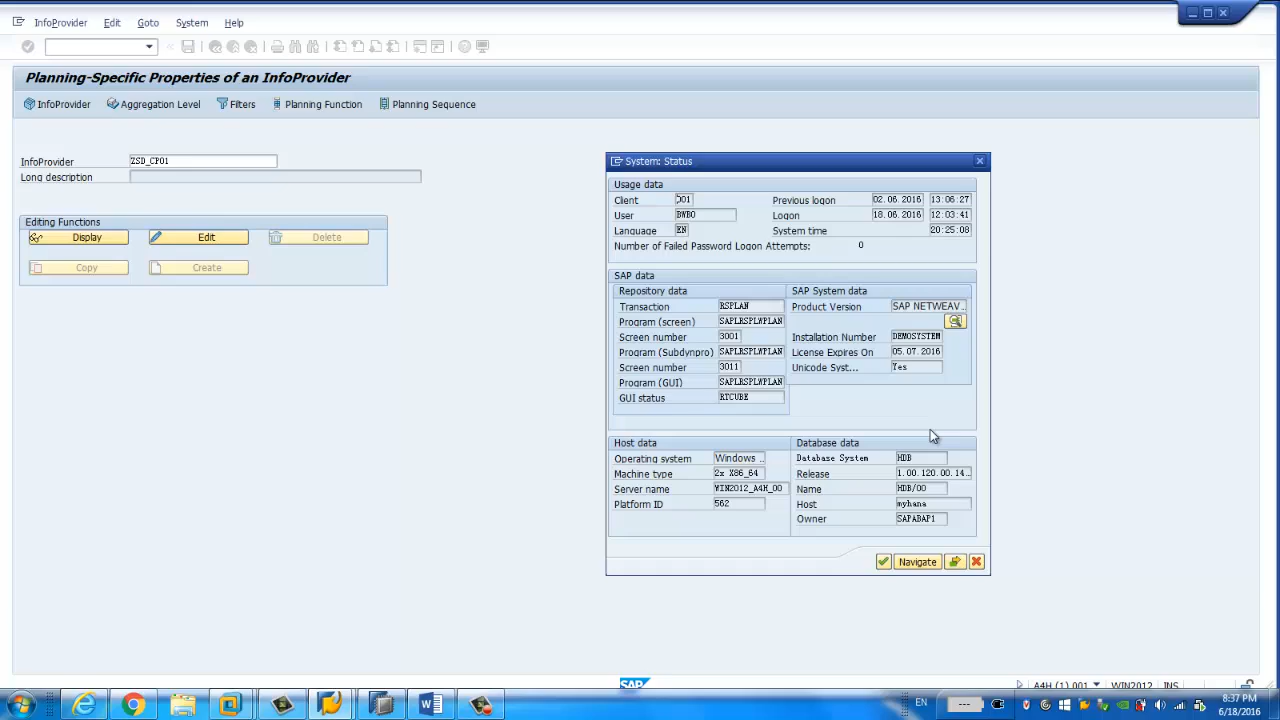 InfoProvider Edit Goto System Help
Planning-Specific Properties of an InfoProvider
InfoProvider Aggregation Level Filters Planning Function Planning Sequence
InfoProvider ZSD_CP01
Long description
Editing Functions
Display Edit Delete
Copy Create
System: Status
Usage data
Client 001 Previous logon 02.06.2016 13:06:27
User BWBO Logon 18.06.2016 12:03:41
Language EN System time 20:25:08
Number of Failed Password Logon Attempts: 0
SAP data
Repository data SAP System data
Transaction RSPLAN Product Version SAP NETWEAV..
Program (screen) SAPLRSPLWPLAN
Screen number 3001 Installation Number DEMOSYSTEM
Program (Subdynpro) SAPLRSPLWPLAN License Expires On 05.07.2016
Screen number 3011 Unicode Syst... Yes
Program (GUI) SAPLRSPLWPLAN
GUI status RTCUBE
Host data Database data
Operating system Windows .. Database System HDB
Machine type 2x X86_64 Release 1.00.120.00.14..
Server name WIN2012_A4H_00 Name HDB/00
Platform ID 562 Host myhana
Owner SAPABAP1
Navigate
SAP
A4H (1) 001 WIN2012 INS
EN 8:37 PM
6/18/2016